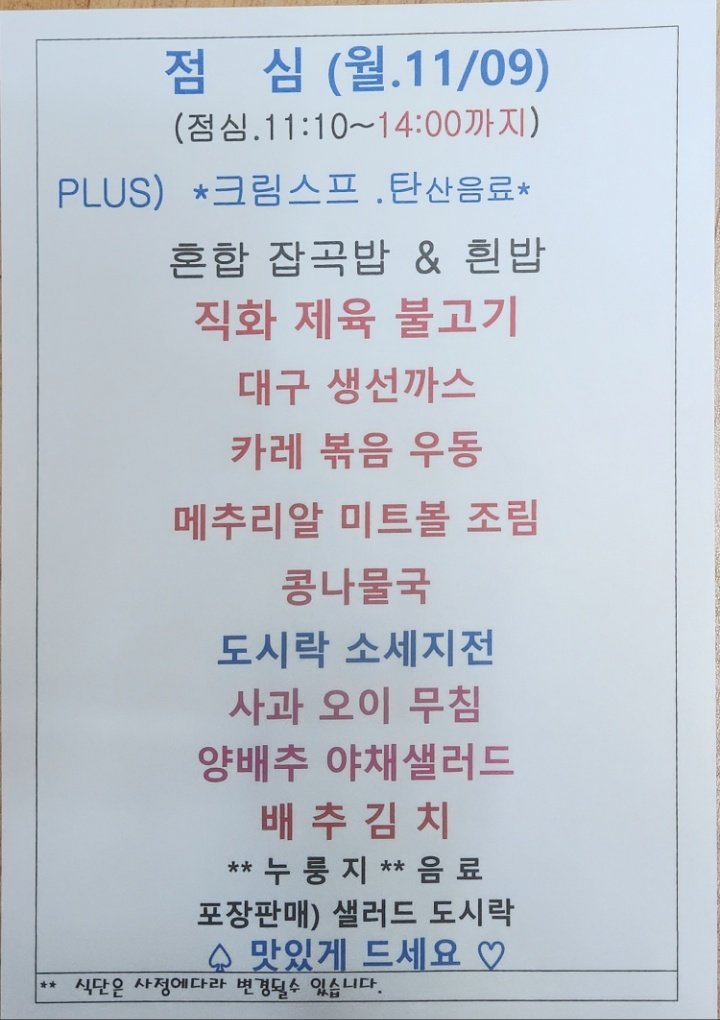 점 심 (월.11/09)
(점심.11:10~14:00까지)
PLUS) *크림스프 .탄산음료*
혼합 잡곡밥 & 흰밥
직화 제육 불고기
대구 생선까스
카레 볶음 우동
메추리알 미트볼 조림
콩나물국
도시락 소세지전
사과 오이 무침
양배추 야채샐러드
배 추 김 치
** 누 룽 지 ** 음 료
포장판매) 샐러드 도시락
♤ 맛있게 드세요 ♡
** 식단은 사정에다라 변경될수 있습니다.